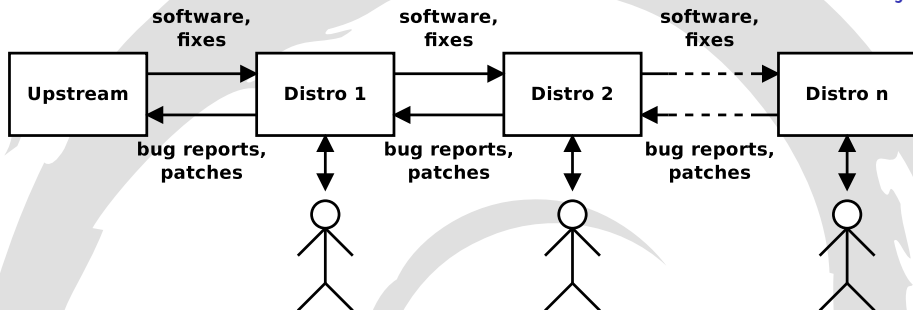 software,
fixes
software,
fixes
software,
fixes
Upstream
Distro 1
Distro 2
Distro n
bug reports,
patches
bug reports,
patches
bug reports,
patches